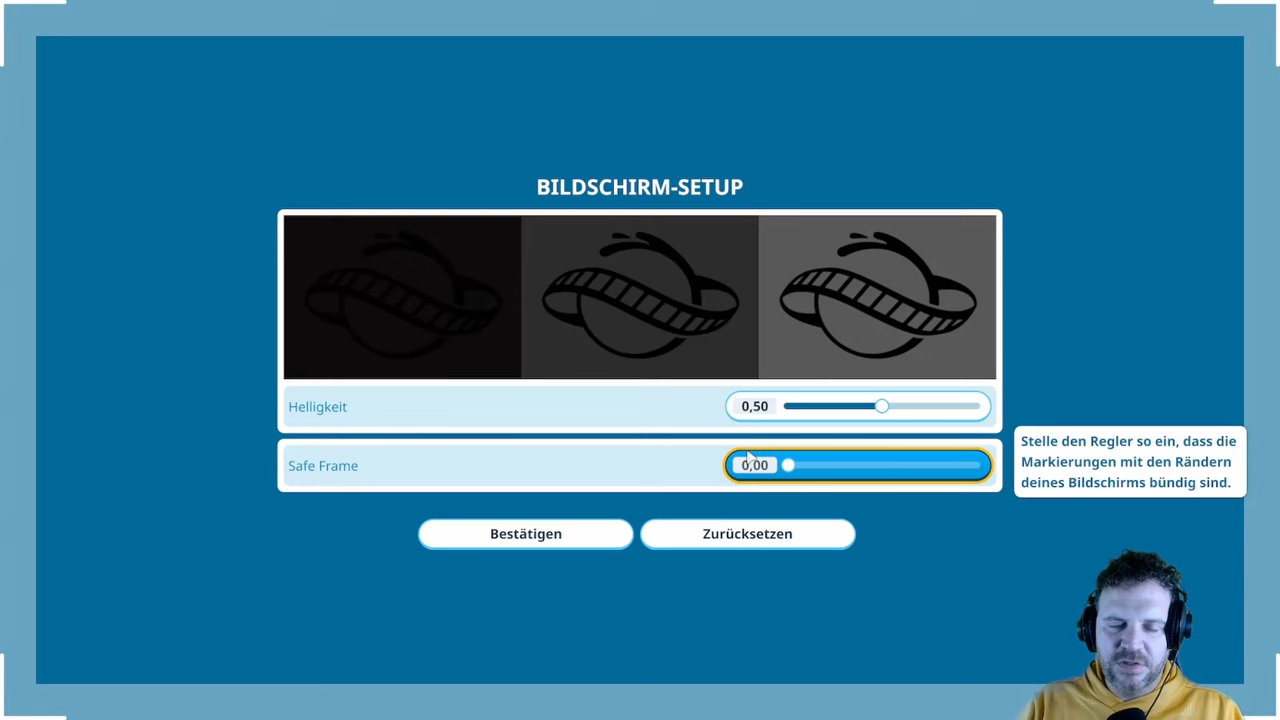 BILDSCHIRM-SETUP
Helligkeit
0,50
Safe Frame
0,00
Stelle den Regler so ein, dass die
Markierungen mit den Rändern
deines Bildschirms bündig sind.
Bestätigen
Zurücksetzen